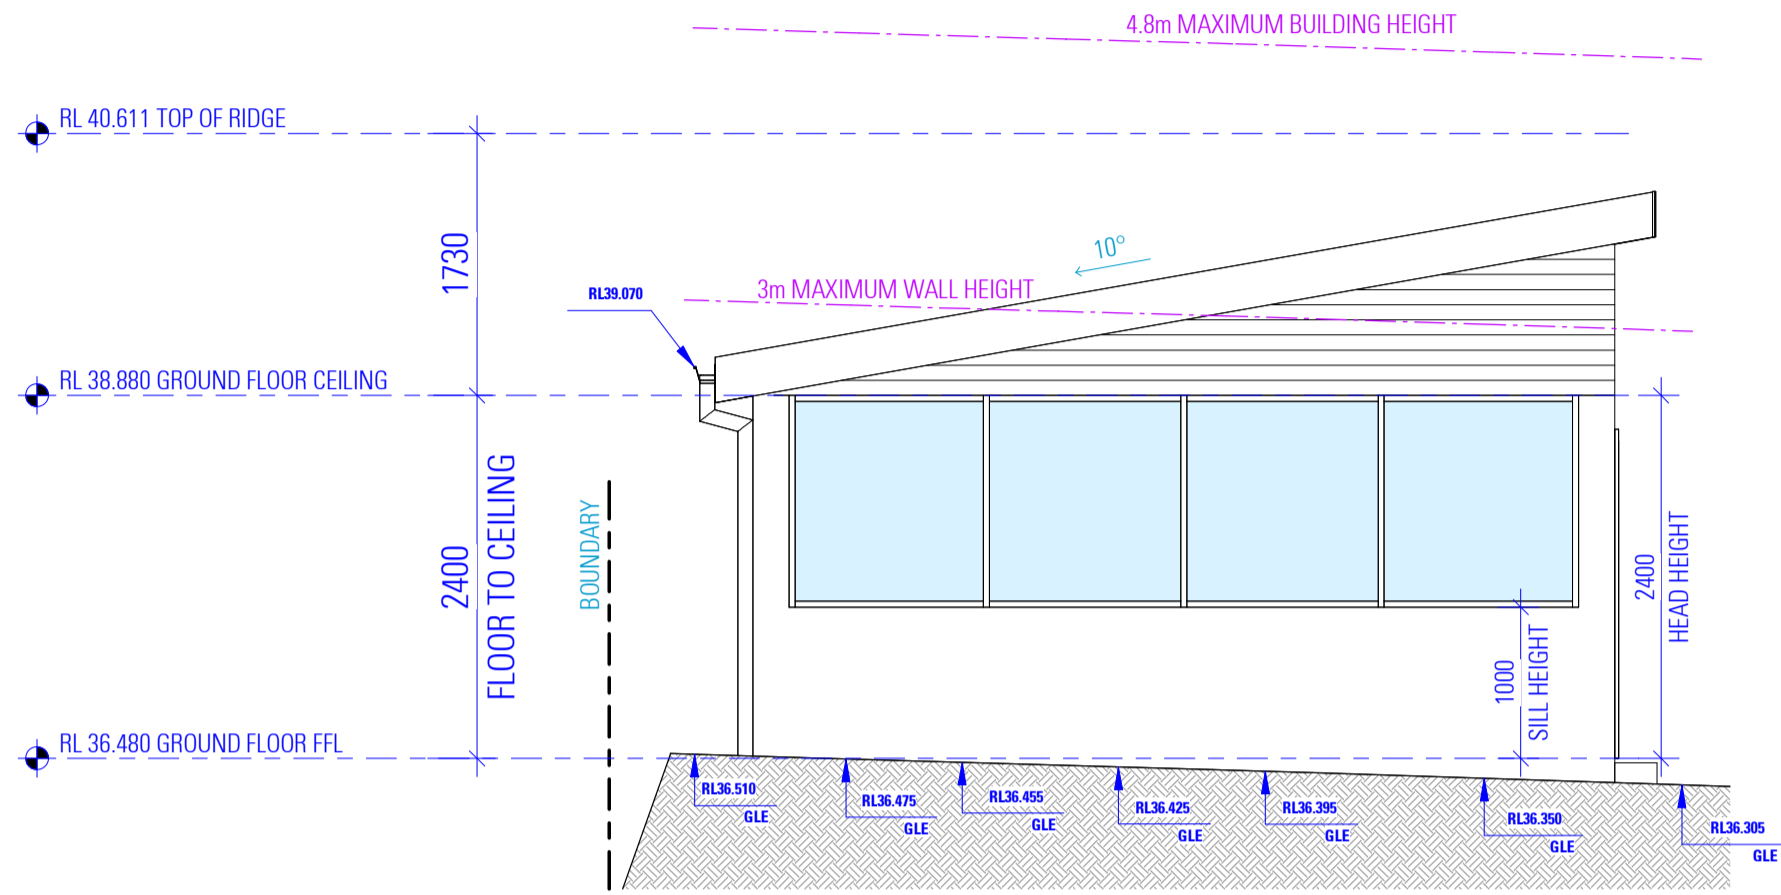 4.8m MAXIMUM BUILDING HEIGHT
RL 40.611 TOP OF RIDGE
1730
10°
RL39.070
3m MAXIMUM WALL HEIGHT
RL 38.880 GROUND FLOOR CEILING
2400
FLOOR TO CEILING
BOUNDARY
2400
HEAD HEIGHT
1000
SILL HEIGHT
RL 36.480 GROUND FLOOR FFL
RL36.510
GLE
RL36.475
GLE
RL36.455
GLE
RL36.425
GLE
RL36.395
GLE
RL36.350
GLE
RL36.305
GLE